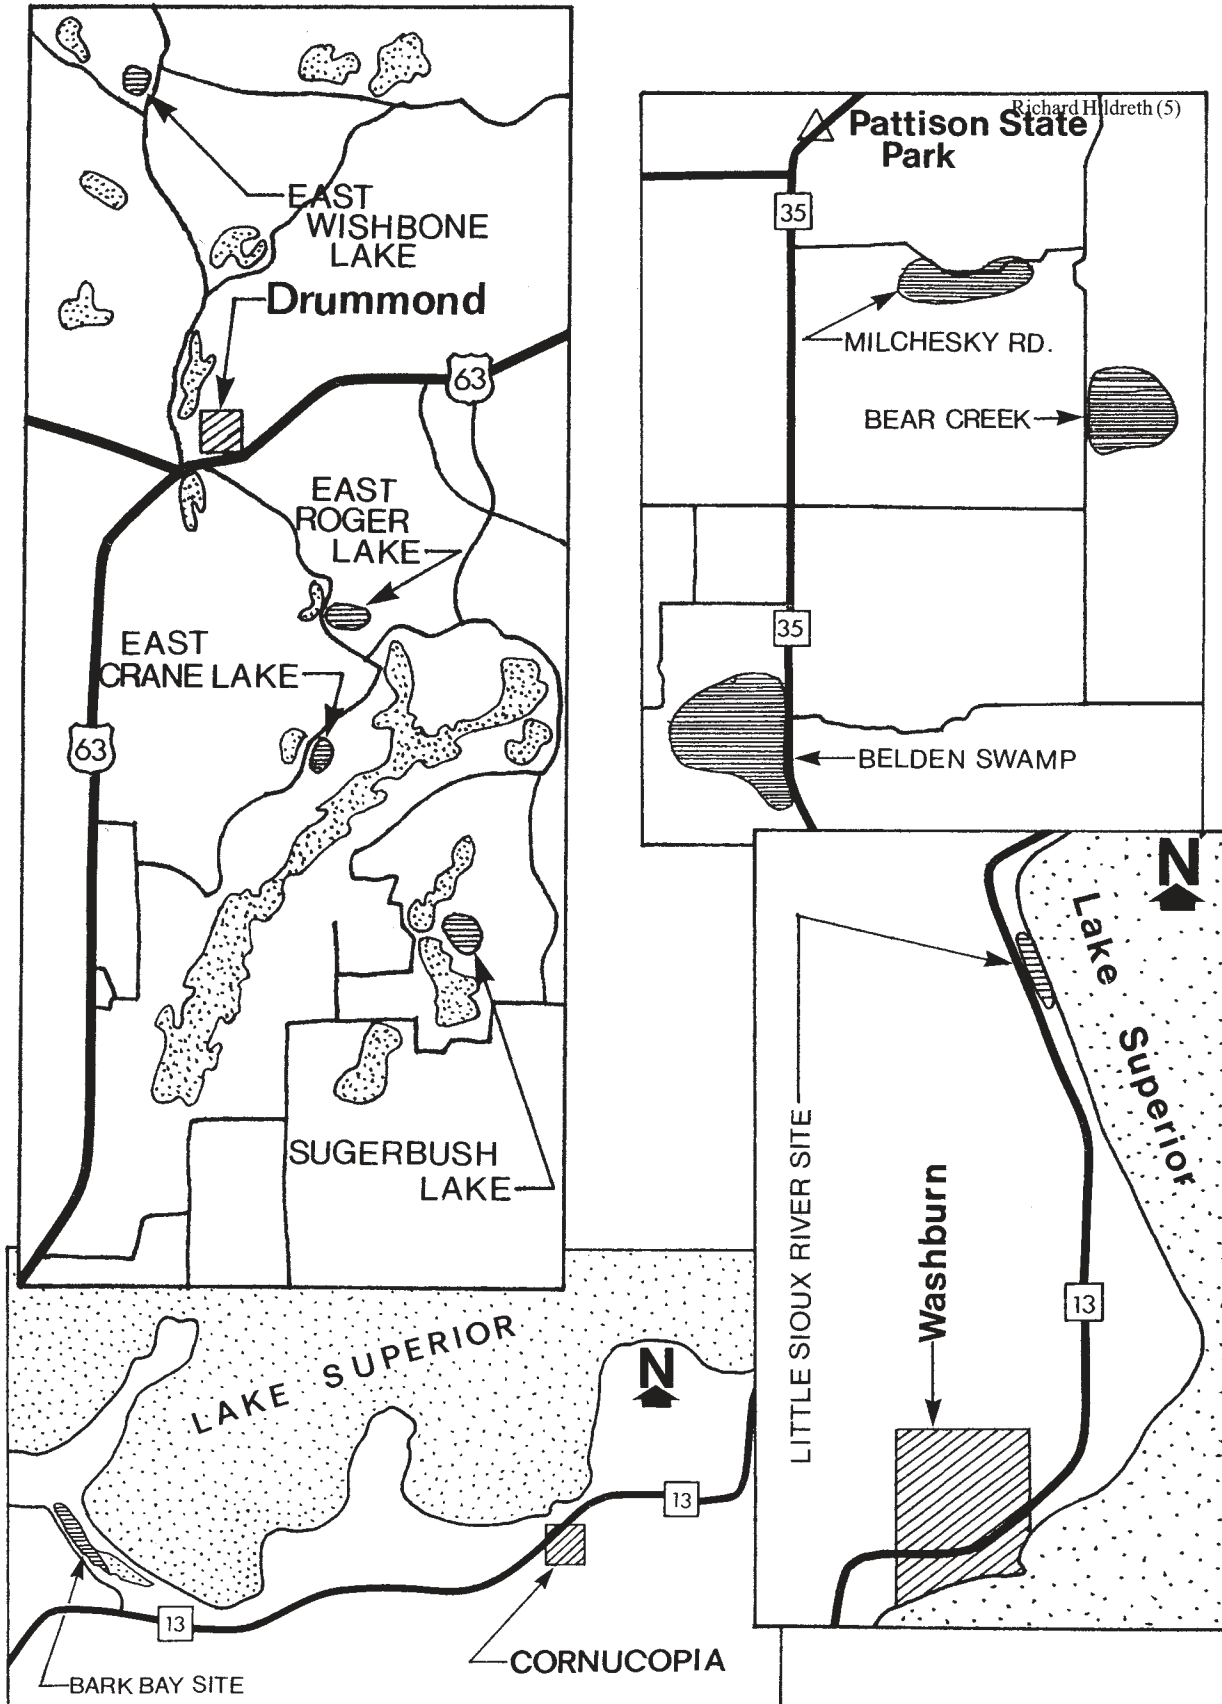 EAST
WISHBONE
LAKE
Drummond
63
EAST
ROGER
LAKE
EAST
CRANE LAKE
63
SUGERBUSH
LAKE
Richard Hildreth (5)
Pattison State
Park
35
MILCHESKY RD.
BEAR CREEK
35
BELDEN SWAMP
N
Lake Superior
LITTLE SIOUX RIVER SITE
Washburn
13
LAKE SUPERIOR
N
13
13
CORNUCOPIA
BARK BAY SITE